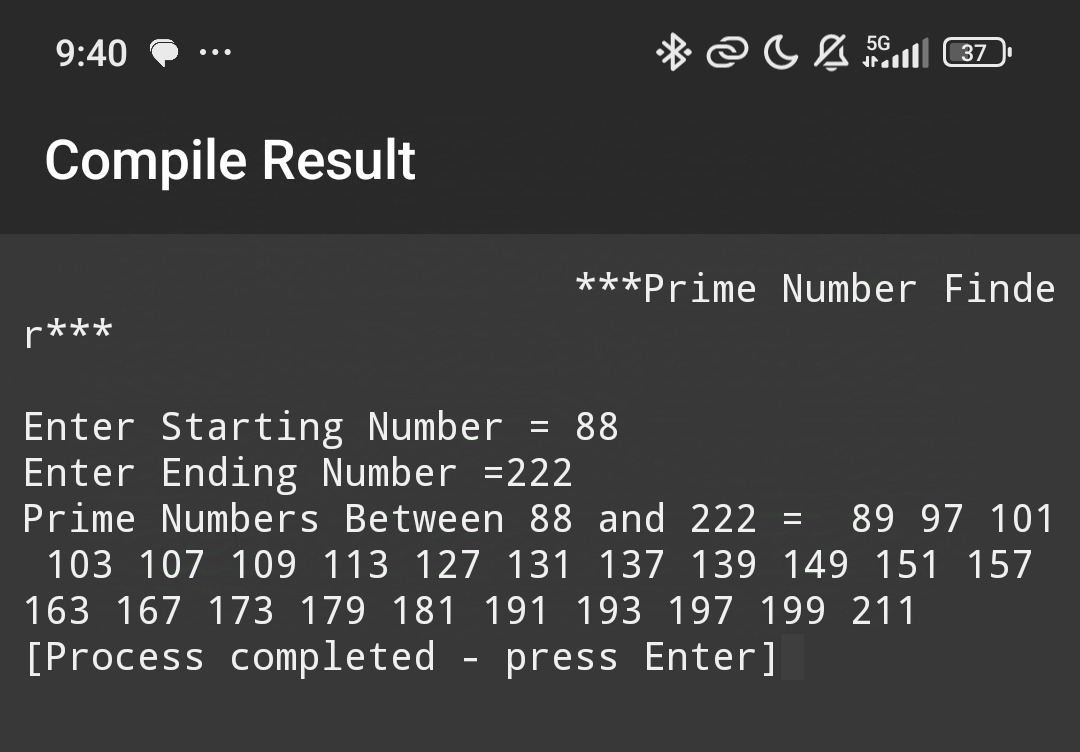 9:40 ... 5G 37
Compile Result
***Prime Number Finde
r***
Enter Starting Number = 88
Enter Ending Number =222
Prime Numbers Between 88 and 222 =  89 97 101
 103 107 109 113 127 131 137 139 149 151 157
163 167 173 179 181 191 193 197 199 211
[Process completed - press Enter]